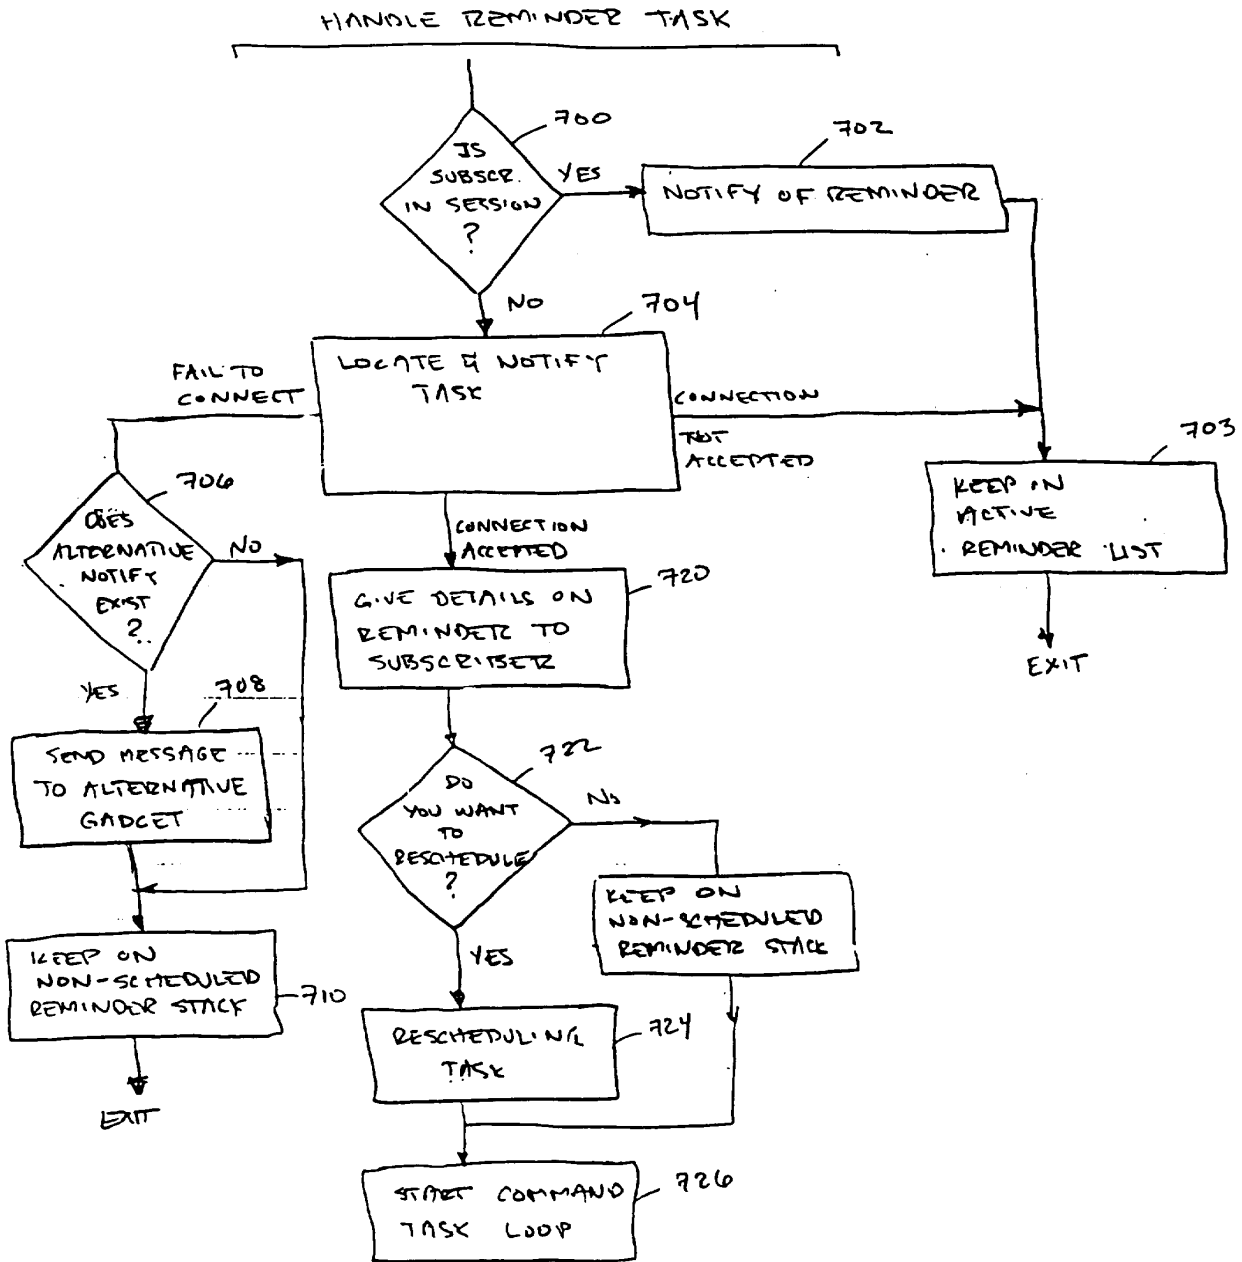 HANDLE REMINDER TASK
700
IS
SUBSCR.
IN SESSION
?
YES
702
NOTIFY OF REMINDER
NO
704
LOCATE & NOTIFY
TASK
FAIL TO
CONNECT
CONNECTION
NOT
ACCEPTED
703
KEEP ON
ACTIVE
REMINDER LIST
EXIT
706
DOES
ALTERNATIVE
NOTIFY
EXIST
?
NO
YES
708
SEND MESSAGE
TO ALTERNATIVE
GADGET
KEEP ON
NON-SCHEDULED
REMINDER STACK
710
EXIT
CONNECTION
ACCEPTED
720
GIVE DETAILS ON
REMINDER TO
SUBSCRIBER
722
DO
YOU WANT
TO
RESCHEDULE
?
NO
KEEP ON
NON-SCHEDULED
REMINDER STACK
YES
RESCHEDULING
TASK
724
START COMMAND
TASK LOOP
726